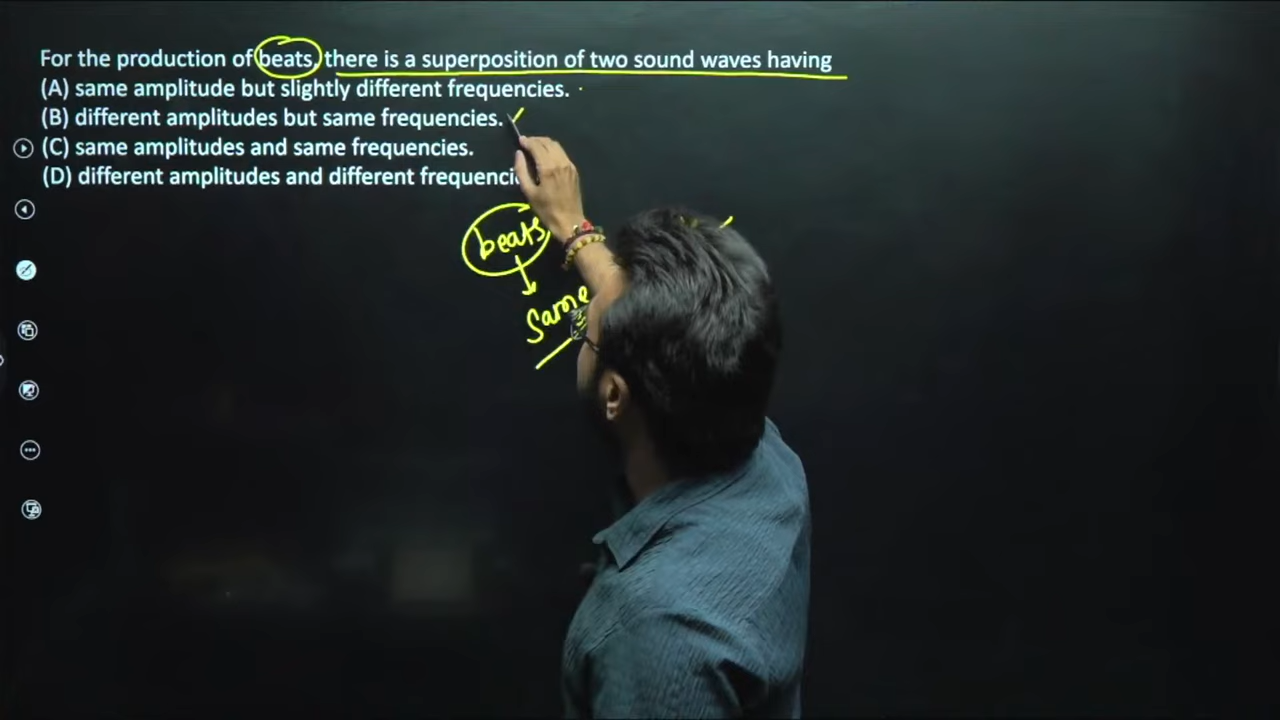 For the production of beats, there is a superposition of two sound waves having
(A) same amplitude but slightly different frequencies.
(B) different amplitudes but same frequencies.
(C) same amplitudes and same frequencies.
(D) different amplitudes and different
beats
Same